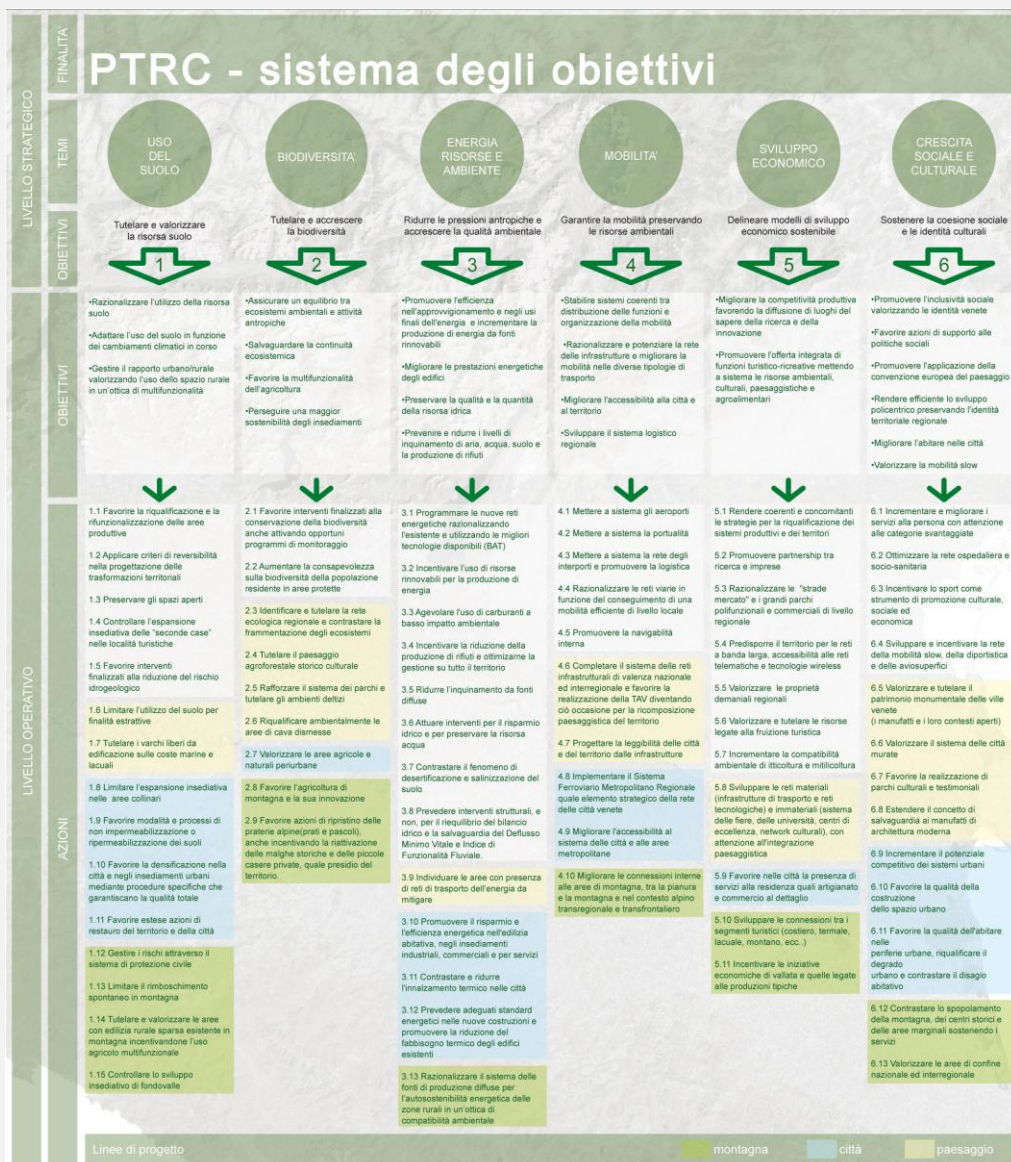 LIVELLO STRATEGICO
FINALITA'
PTRC - sistema degli obiettivi
TEMI
USO
DEL
SUOLO
BIODIVERSITA'
ENERGIA
RISORSE E
AMBIENTE
MOBILITA'
SVILUPPO
ECONOMICO
CRESCITA
SOCIALE E
CULTURALE
OBIETTIVI
Tutelare e valorizzare
la risorsa suolo
Tutelare e accrescere
la biodiversità
Ridurre le pressioni antropiche e
accrescere la qualità ambientale
Garantire la mobilità preservando
le risorse ambientali
Delineare modelli di sviluppo
economico sostenibile
Sostenere la coesione sociale
e le identità culturali
1
2
3
4
5
6
LIVELLO OPERATIVO
OBIETTIVI
•Razionalizzare l'utilizzo della risorsa
suolo
•Adattare l'uso del suolo in funzione
dei cambiamenti climatici in corso
•Gestire il rapporto urbano/rurale
valorizzando l'uso dello spazio rurale
in un'ottica di multifunzionalità
•Assicurare un equilibrio tra
ecosistemi ambientali e attività
antropiche
•Salvaguardare la continuità
ecosistemica
•Favorire la multifunzionalità
dell'agricoltura
•Perseguire una maggior
sostenibilità degli insediamenti
•Promuovere l'efficienza
nell'approvvigionamento e negli usi
finali dell'energia e incrementare la
produzione di energia da fonti
rinnovabili
•Migliorare le prestazioni energetiche
degli edifici
•Preservare la qualità e la quantità
della risorsa idrica
•Prevenire e ridurre i livelli di
inquinamento di aria, acqua, suolo e
la produzione di rifiuti
•Stabilire sistemi coerenti tra
distribuzione delle funzioni e
organizzazione della mobilità
•Razionalizzare e potenziare la rete
delle infrastrutture e migliorare la
mobilità nelle diverse tipologie di
trasporto
•Migliorare l'accessibilità alla città e
al territorio
•Sviluppare il sistema logistico
regionale
•Migliorare la competitività produttiva
favorendo la diffusione di luoghi del
sapere della ricerca e della
innovazione
•Promuovere l'offerta integrata di
funzioni turistico-ricreative mettendo
a sistema le risorse ambientali,
culturali, paesaggistiche e
agroalimentari
•Promuovere l'inclusività sociale
valorizzando le identità venete
•Favorire azioni di supporto alle
politiche sociali
•Promuovere l'applicazione della
convenzione europea del paesaggio
•Rendere efficiente lo sviluppo
policentrico preservando l'identità
territoriale regionale
•Migliorare l'abitare nelle città
•Valorizzare la mobilità slow
AZIONI
1.1 Favorire la riqualificazione e la
rifunzionalizzazione delle aree
produttive
1.2 Applicare criteri di reversibilità
nella progettazione delle
trasformazioni territoriali
1.3 Preservare gli spazi aperti
1.4 Controllare l'espansione
insediativa delle "seconde case"
nelle località turistiche
1.5 Favorire interventi
finalizzati alla riduzione del rischio
idrogeologico
1.6 Limitare l'utilizzo del suolo per
finalità estrattive
1.7 Tutelare i varchi liberi da
edificazione sulle coste marine e
lacuali
1.8 Limitare l'espansione insediativa
nelle aree collinari
1.9 Favorire modalità e processi di
non impermeabilizzazione o
ripermeabilizzazione dei suoli
1.10 Favorire la densificazione nella
città e negli insediamenti urbani
mediante procedure specifiche che
garantiscano la qualità totale
1.11 Favorire estese azioni di
restauro del territorio e della città
1.12 Gestire i rischi attraverso il
sistema di protezione civile
1.13 Limitare il rimboschimento
spontaneo in montagna
1.14 Tutelare e valorizzare le aree
con edilizia rurale sparsa esistente in
montagna incentivandone l'uso
agricolo multifunzionale
1.15 Controllare lo sviluppo
insediativo di fondovalle
2.1 Favorire interventi finalizzati alla
conservazione della biodiversità
anche attivando opportuni
programmi di monitoraggio
2.2 Aumentare la consapevolezza
sulla biodiversità della popolazione
residente in aree protette
2.3 Identificare e tutelare la rete
ecologica regionale e contrastare la
frammentazione degli ecosistemi
2.4 Tutelare il paesaggio
agroforestale storico culturale
2.5 Rafforzare il sistema dei parchi e
tutelare gli ambienti deltizi
2.6 Riqualificare ambientalmente le
aree di cava dismesse
2.7 Valorizzare le aree agricole e
naturali periurbane
2.8 Favorire l'agricoltura di
montagna e la sua innovazione
2.9 Favorire azioni di ripristino delle
praterie alpine(prati e pascoli),
anche incentivando la riattivazione
delle malghe storiche e delle piccole
casere private, quale presidio del
territorio.
3.1 Programmare le nuove reti
energetiche razionalizzando
l'esistente e utilizzando le migliori
tecnologie disponibili (BAT)
3.2 Incentivare l'uso di risorse
rinnovabili per la produzione di
energia
3.3 Agevolare l'uso di carburanti a
basso impatto ambientale
3.4 Incentivare la riduzione della
produzione di rifiuti e ottimizzarne la
gestione su tutto il territorio
3.5 Ridurre l'inquinamento da fonti
diffuse
3.6 Attuare interventi per il risparmio
idrico e per preservare la risorsa
acqua
3.7 Contrastare il fenomeno di
desertificazione e salinizzazione del
suolo
3.8 Prevedere interventi strutturali, e
non, per il riequilibro del bilancio
idrico e la salvaguardia del Deflusso
Minimo Vitale e Indice di
Funzionalità Fluviale.
3.9 Individuare le aree con presenza
di reti di trasporto dell'energia da
mitigare
3.10 Promuovere il risparmio e
l'efficienza energetica nell'edilizia
abitativa, negli insediamenti
industriali, commerciali e per servizi
3.11 Contrastare e ridurre
l'innalzamento termico nelle città
3.12 Prevedere adeguati standard
energetici nelle nuove costruzioni e
promuovere la riduzione del
fabbisogno termico degli edifici
esistenti
3.13 Razionalizzare il sistema delle
fonti di produzione diffuse per
l'autosostenibilità energetica delle
zone rurali in un'ottica di
compatibilità ambientale
4.1 Mettere a sistema gli aeroporti
4.2 Mettere a sistema la portualità
4.3 Mettere a sistema la rete degli
interporti e promuovere la logistica
4.4 Razionalizzare le reti viarie in
funzione del conseguimento di una
mobilità efficiente di livello locale
4.5 Promuovere la navigabilità
interna
4.6 Completare il sistema delle reti
infrastrutturali di valenza nazionale
ed interregionale e favorire la
realizzazione della TAV diventando
ciò occasione per la ricomposizione
paesaggistica del territorio
4.7 Progettare la leggibilità delle città
e del territorio dalle infrastrutture
4.8 Implementare il Sistema
Ferroviario Metropolitano Regionale
quale elemento strategico della rete
delle città venete
4.9 Migliorare l'accessibilità al
sistema delle città e alle aree
metropolitane
4.10 Migliorare le connessioni interne
alle aree di montagna, tra la pianura
e la montagna e nel contesto alpino
transregionale e transfrontaliero
5.1 Rendere coerenti e concomitanti
le strategie per la riqualificazione dei
sistemi produttivi e dei territori
5.2 Promuovere partnership tra
ricerca e imprese
5.3 Razionalizzare le "strade
mercato" e i grandi parchi
polifunzionali e commerciali di livello
regionale
5.4 Predisporre il territorio per le reti
a banda larga, accessibilità alle reti
telematiche e tecnologie wireless
5.5 Valorizzare le proprietà
demaniali regionali
5.6 Valorizzare e tutelare le risorse
legate alla fruizione turistica
5.7 Incrementare la compatibilità
ambientale di itticoltura e mitilicoltura
5.8 Sviluppare le reti materiali
(infrastrutture di trasporto e reti
tecnologiche) e immateriali (sistema
delle fiere, delle università, centri di
eccellenza, network culturali), con
attenzione all'integrazione
paesaggistica
5.9 Favorire nelle città la presenza di
servizi alla residenza quali artigianato
e commercio al dettaglio
5.10 Sviluppare le connessioni tra i
segmenti turistici (costiero, termale,
lacuale, montano, ecc..)
5.11 Incentivare le iniziative
economiche di vallata e quelle legate
alle produzioni tipiche
6.1 Incrementare e migliorare i
servizi alla persona con attenzione
alle categorie svantaggiate
6.2 Ottimizzare la rete ospedaliera e
socio-sanitaria
6.3 Incentivare lo sport come
strumento di promozione culturale,
sociale ed
economica
6.4 Sviluppare e incentivare la rete
della mobilità slow, della diportistica
e delle aviosuperfici
6.5 Valorizzare e tutelare il
patrimonio monumentale delle ville
venete
(i manufatti e i loro contesti aperti)
6.6 Valorizzare il sistema delle città
murate
6.7 Favorire la realizzazione di
parchi culturali e testimoniali
6.8 Estendere il concetto di
salvaguardia ai manufatti di
architettura moderna
6.9 Incrementare il potenziale
competitivo dei sistemi urbani
6.10 Favorire la qualità della
costruzione
dello spazio urbano
6.11 Favorire la qualità dell'abitare
nelle
periferie urbane, riqualificare il
degrado
urbano e contrastare il disagio
abitativo
6.12 Contrastare lo spopolamento
della montagna, dei centri storici e
delle aree marginali sostenendo i
servizi
6.13 Valorizzare le aree di confine
nazionale ed interregionale
Linee di progetto
montagna
città
paesaggio